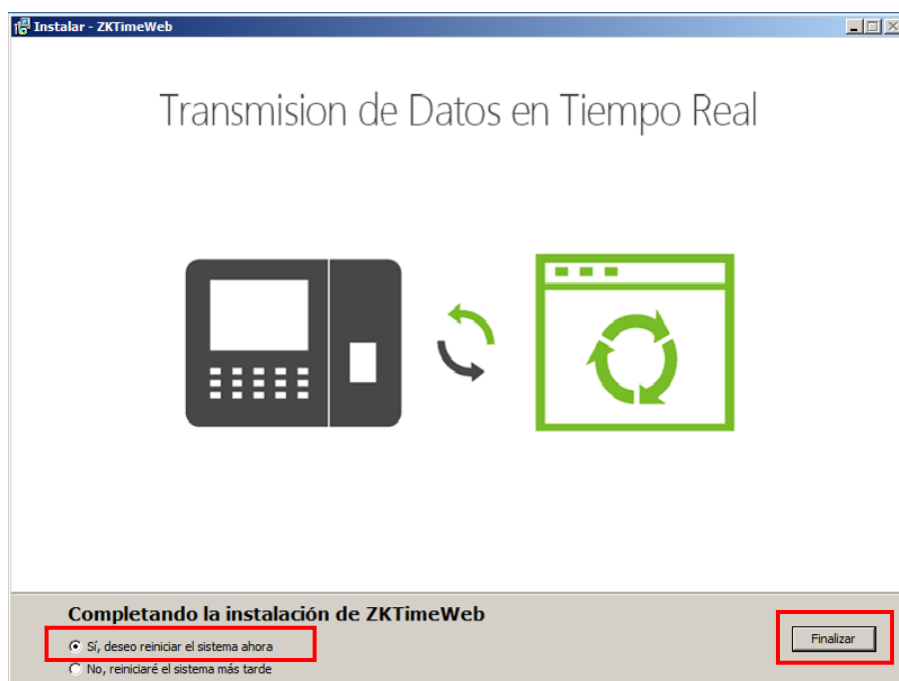 Instalar - ZKTimeWeb
Transmision de Datos en Tiempo Real
Completando la instalación de ZKTimeWeb
Sí, deseo reiniciar el sistema ahora
Finalizar
No, reiniciaré el sistema más tarde